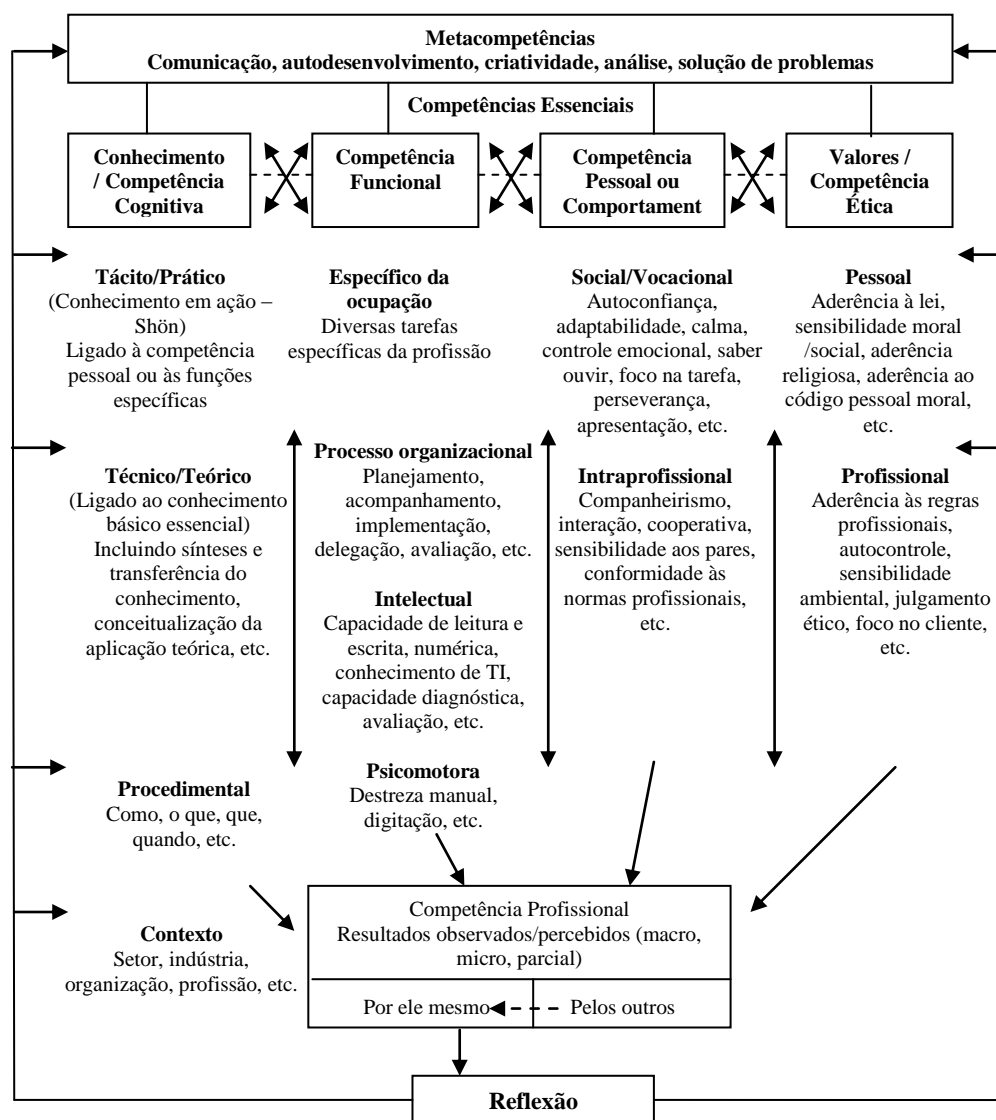 Metacompetências
Comunicação, autodesenvolvimento, criatividade, análise, solução de problemas
Competências Essenciais
Conhecimento
/ Competência
Cognitiva
Competência
Funcional
Competência
Pessoal ou
Comportament
Valores /
Competência
Ética
Tácito/Prático
(Conhecimento em ação –
Shön)
Ligado à competência
pessoal ou às funções
específicas
Técnico/Teórico
(Ligado ao conhecimento
básico essencial)
Incluindo sínteses e
transferência do
conhecimento,
conceitualização da
aplicação teórica, etc.
Procedimental
Como, o que, que,
quando, etc.
Contexto
Setor, indústria,
organização, profissão, etc.
Específico da
ocupação
Diversas tarefas
específicas da profissão
Processo organizacional
Planejamento,
acompanhamento,
implementação,
delegação, avaliação, etc.
Intelectual
Capacidade de leitura e
escrita, numérica,
conhecimento de TI,
capacidade diagnóstica,
avaliação, etc.
Psicomotora
Destreza manual,
digitação, etc.
Social/Vocacional
Autoconfiança,
adaptabilidade, calma,
controle emocional, saber
ouvir, foco na tarefa,
perseverança,
apresentação, etc.
Intraprofissional
Companheirismo,
interação, cooperativa,
sensibilidade aos pares,
conformidade às
normas profissionais,
etc.
Pessoal
Aderência à lei,
sensibilidade moral
/social, aderência
religiosa, aderência ao
código pessoal moral,
etc.
Profissional
Aderência às regras
profissionais,
autocontrole,
sensibilidade
ambiental, julgamento
ético, foco no cliente,
etc.
Competência Profissional
Resultados observados/percebidos (macro,
micro, parcial)
Por ele mesmo
Pelos outros
Reflexão